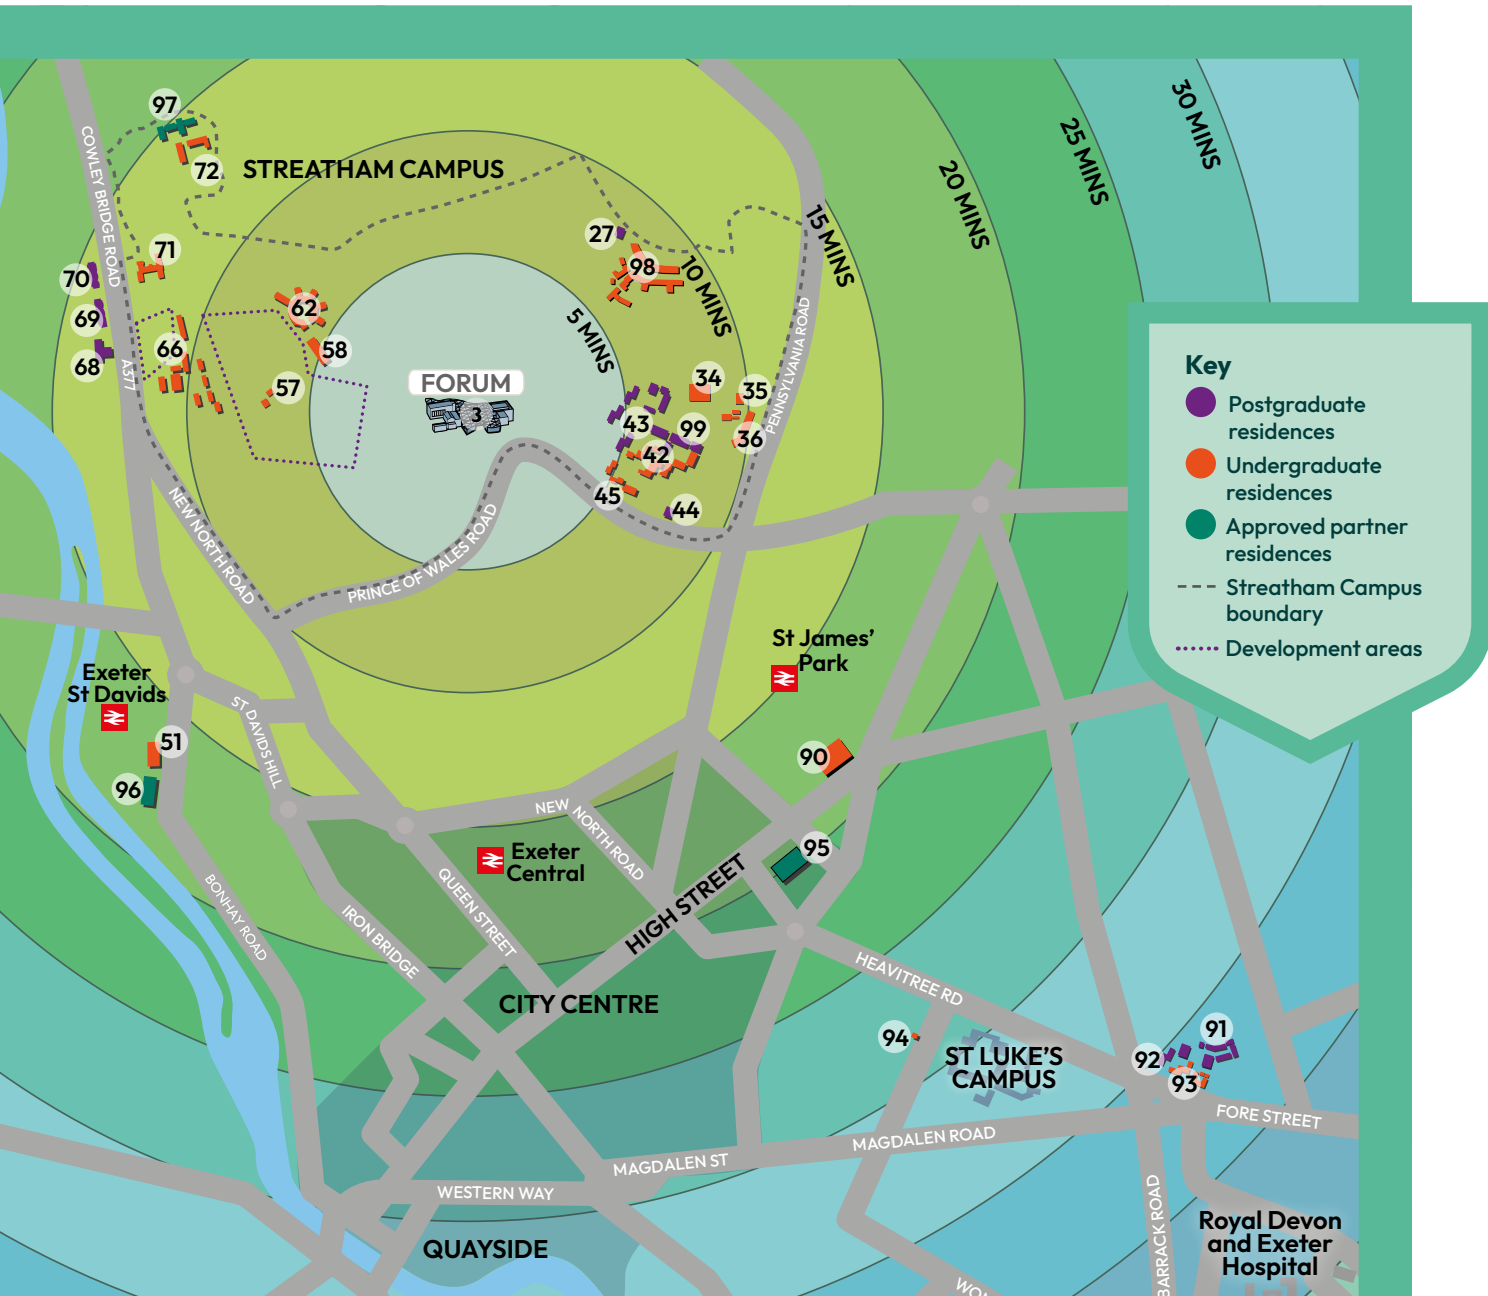 97
COWLEY BRIDGE ROAD
72
STREATHAM CAMPUS
30 MINS
25 MINS
20 MINS
15 MINS
10 MINS
5 MINS
27
98
71
70
69
68
A377
66
62
58
57
FORUM
3
34
35
43
99
36
42
45
44
PENNSYLVANIA ROAD
NEW NORTH ROAD
PRINCE OF WALES ROAD
Key
Postgraduate
residences
Undergraduate
residences
Approved partner
residences
Streatham Campus
boundary
Development areas
St James’
Park
Exeter
St Davids
51
96
ST DAVIDS HILL
90
NEW
NORTH ROAD
95
Exeter
Central
HIGH STREET
QUEEN STREET
IRON BRIDGE
BONHAY ROAD
CITY CENTRE
HEAVITREE RD
94
ST LUKE’S
CAMPUS
91
92
93
FORE STREET
MAGDALEN ROAD
MAGDALEN ST
WESTERN WAY
QUAYSIDE
BARRACK ROAD
Royal Devon
and Exeter
Hospital
WON